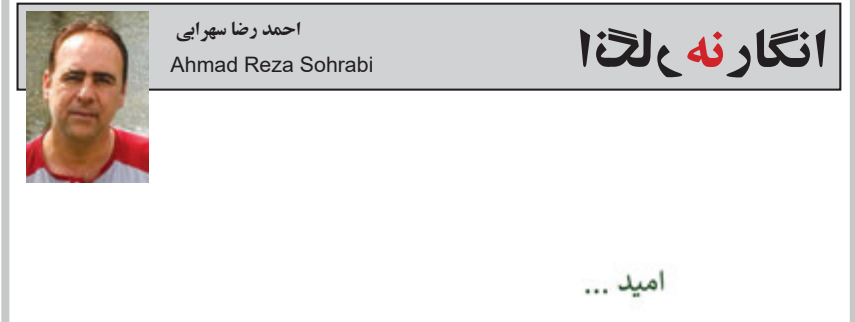 انگار نه انگار
احمد رضا سهرابی
Ahmad Reza Sohrabi
امید ...